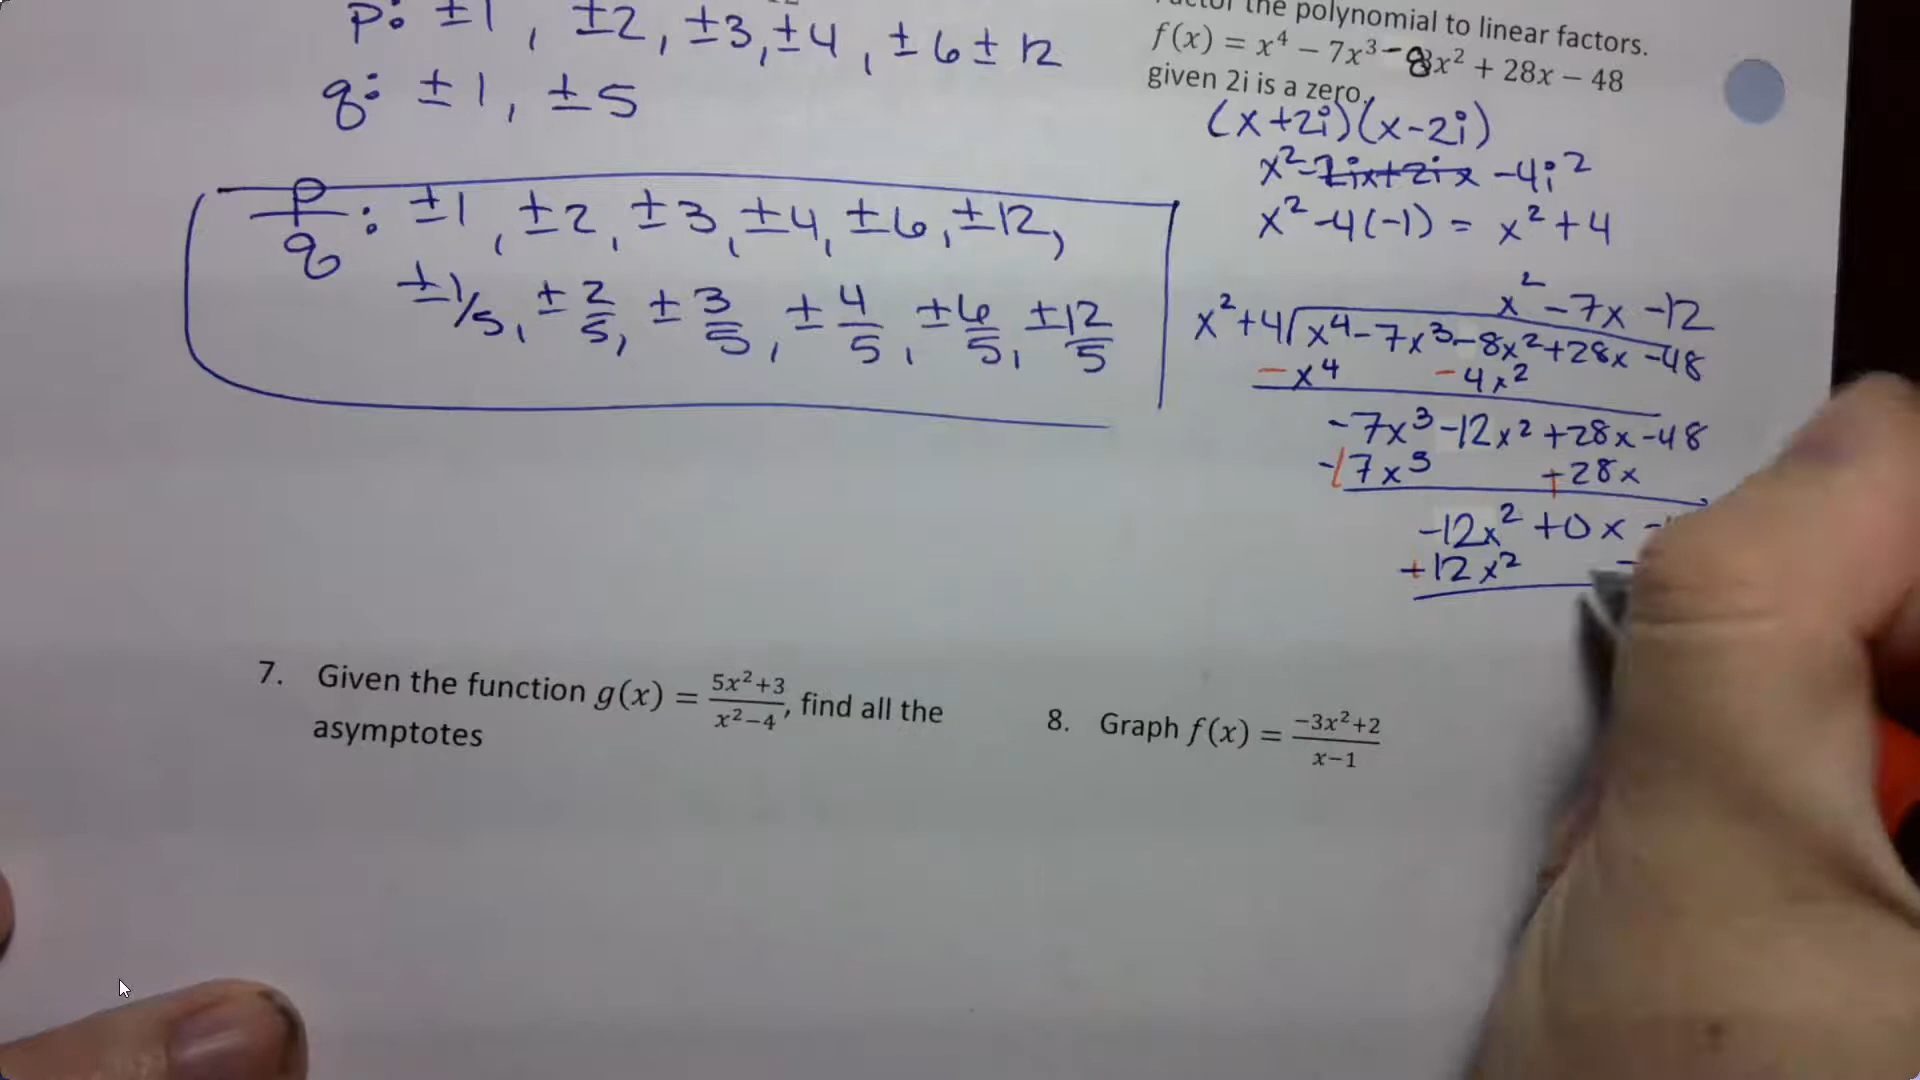 p: ±1, ±2, ±3, ±4, ±6 ±12
q: ±1, ±5
p/q: ±1, ±2, ±3, ±4, ±6, ±12,
±1/5, ±2/5, ±3/5, ±4/5, ±6/5, ±12/5
the polynomial to linear factors.
f(x) = x⁴ − 7x³ − 8x² + 28x − 48
given 2i is a zero.
(x+2i)(x-2i)
x² - 2ix + 2ix - 4i²
x² - 4(-1) = x² + 4
x² - 7x - 12
x²+4 x⁴ - 7x³ - 8x² + 28x - 48
- x⁴ - 4x²
-7x³ - 12x² + 28x - 48
7x³ + 28x
-12x² + 0x -
+12x² -
7. Given the function g(x) = (5x²+3)/(x²−4), find all the
asymptotes
8. Graph f(x) = (−3x²+2)/(x−1)